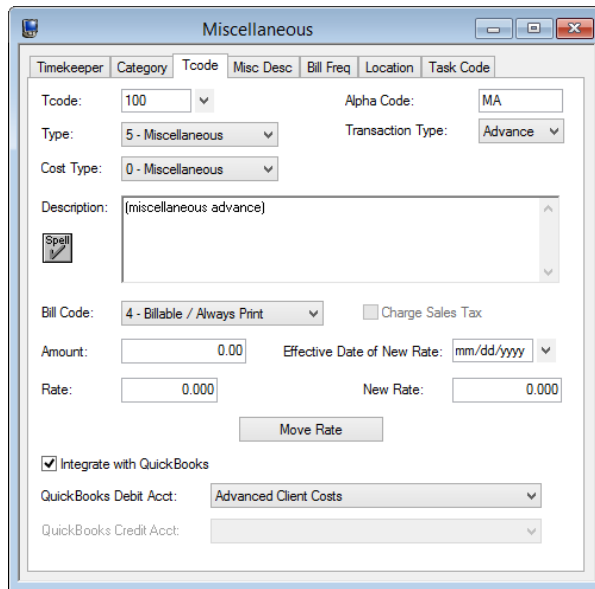 Miscellaneous
Timekeeper Category Tcode Misc Desc Bill Freq Location Task Code
Tcode: 100 Alpha Code: MA
Type: 5 - Miscellaneous Transaction Type: Advance
Cost Type: 0 - Miscellaneous
Description: (miscellaneous advance)
Spell
Bill Code: 4 - Billable / Always Print Charge Sales Tax
Amount: 0.00 Effective Date of New Rate: mm/dd/yyyy
Rate: 0.000 New Rate: 0.000
Move Rate
Integrate with QuickBooks
QuickBooks Debit Acct: Advanced Client Costs
QuickBooks Credit Acct: